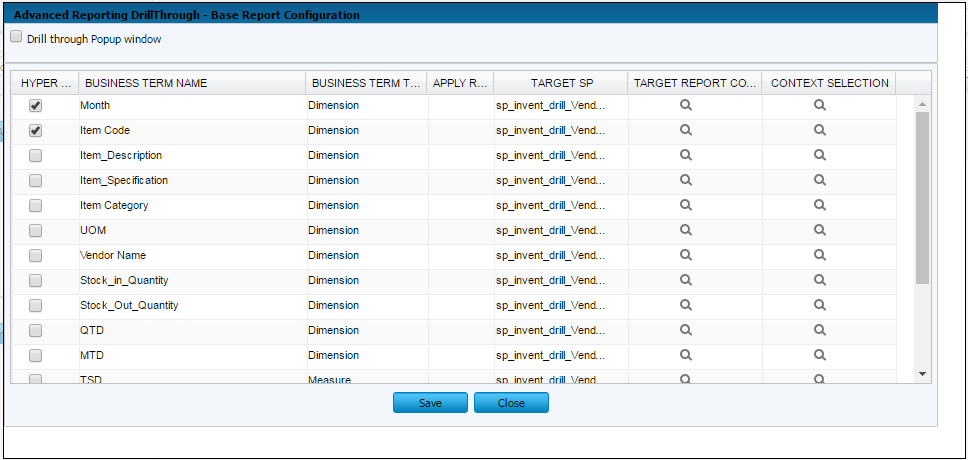 Advanced Reporting DrillThrough - Base Report Configuration
Drill through Popup window
HYPER ... BUSINESS TERM NAME BUSINESS TERM T... APPLY R... TARGET SP TARGET REPORT CO... CONTEXT SELECTION
Month Dimension sp_invent_drill_Vend...
Item Code Dimension sp_invent_drill_Vend...
Item_Description Dimension sp_invent_drill_Vend...
Item_Specification Dimension sp_invent_drill_Vend...
Item Category Dimension sp_invent_drill_Vend...
UOM Dimension sp_invent_drill_Vend...
Vendor Name Dimension sp_invent_drill_Vend...
Stock_in_Quantity Dimension sp_invent_drill_Vend...
Stock_Out_Quantity Dimension sp_invent_drill_Vend...
QTD Dimension sp_invent_drill_Vend...
MTD Dimension sp_invent_drill_Vend...
TSD Measure sp_invent_drill_Vend...
Save Close